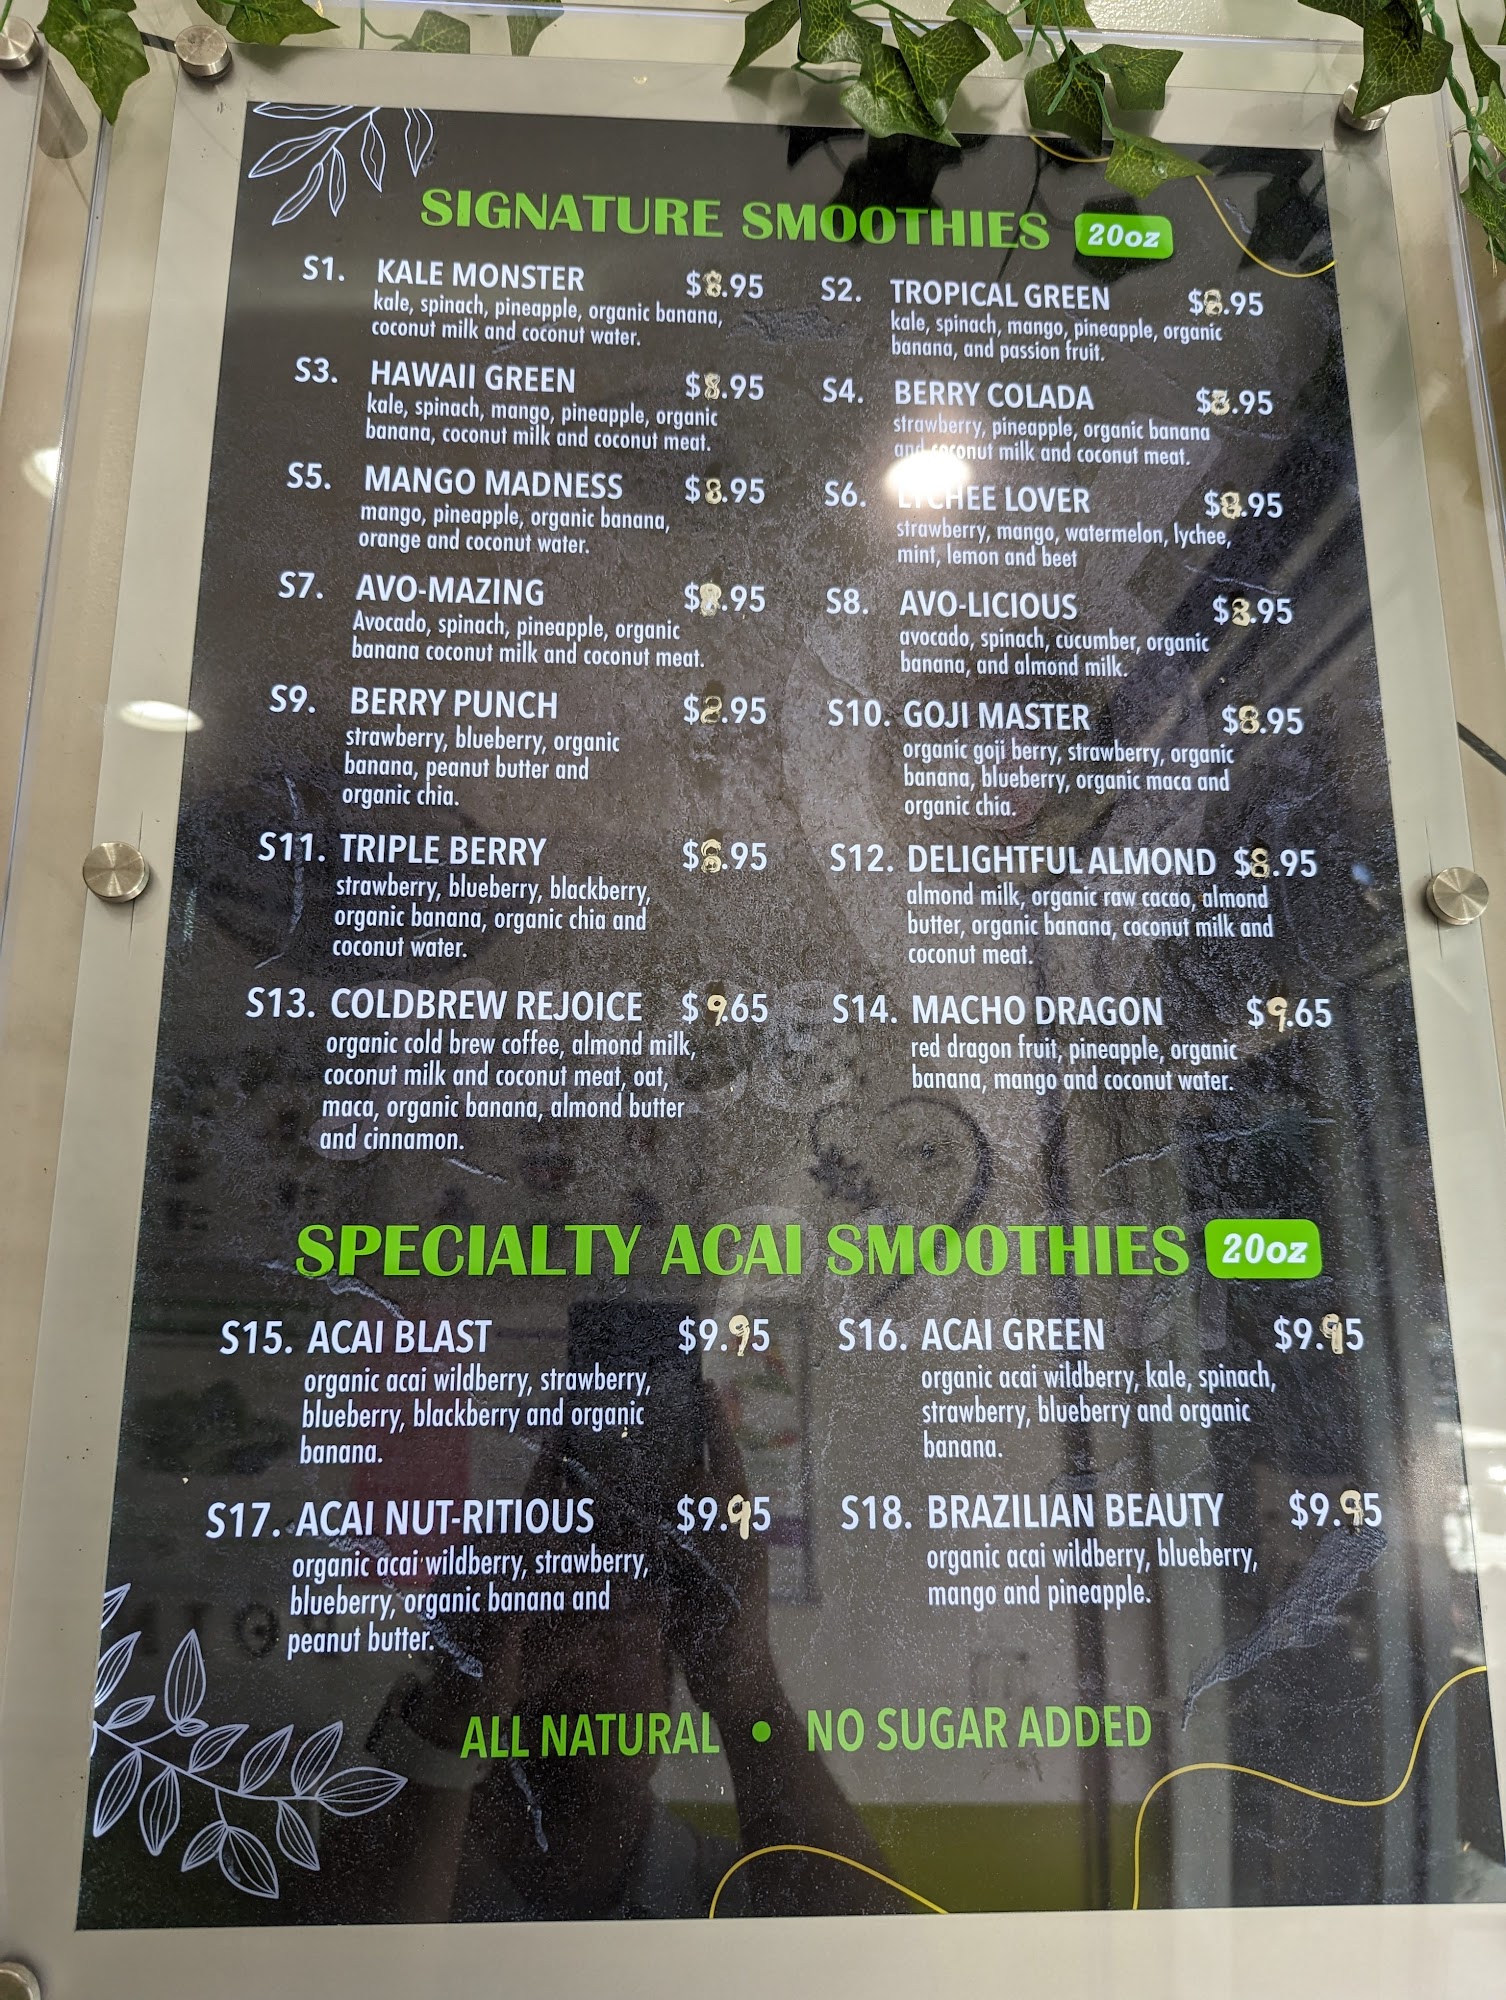 SIGNATURE SMOOTHIES 20oz
S1. KALE MONSTER $8.95
kale, spinach, pineapple, organic banana,
coconut milk and coconut water.
S2. TROPICAL GREEN $8.95
kale, spinach, mango, pineapple, organic
banana, and passion fruit.
S3. HAWAII GREEN $8.95
kale, spinach, mango, pineapple, organic
banana, coconut milk and coconut meat.
S4. BERRY COLADA $8.95
strawberry, pineapple, organic banana
and coconut milk and coconut meat.
S5. MANGO MADNESS $8.95
mango, pineapple, organic banana,
orange and coconut water.
S6. LYCHEE LOVER $8.95
strawberry, mango, watermelon, lychee,
mint, lemon and beet
S7. AVO-MAZING $8.95
Avocado, spinach, pineapple, organic
banana coconut milk and coconut meat.
S8. AVO-LICIOUS $8.95
avocado, spinach, cucumber, organic
banana, and almond milk.
S9. BERRY PUNCH $8.95
strawberry, blueberry, organic
banana, peanut butter and
organic chia.
S10. GOJI MASTER $8.95
organic goji berry, strawberry, organic
banana, blueberry, organic maca and
organic chia.
S11. TRIPLE BERRY $8.95
strawberry, blueberry, blackberry,
organic banana, organic chia and
coconut water.
S12. DELIGHTFUL ALMOND $8.95
almond milk, organic raw cacao, almond
butter, organic banana, coconut milk and
coconut meat.
S13. COLDBREW REJOICE $9.65
organic cold brew coffee, almond milk,
coconut milk and coconut meat, oat,
maca, organic banana, almond butter
and cinnamon.
S14. MACHO DRAGON $9.65
red dragon fruit, pineapple, organic
banana, mango and coconut water.
SPECIALTY ACAI SMOOTHIES 20oz
S15. ACAI BLAST $9.95
organic acai wildberry, strawberry,
blueberry, blackberry and organic
banana.
S16. ACAI GREEN $9.95
organic acai wildberry, kale, spinach,
strawberry, blueberry and organic
banana.
S17. ACAI NUT-RITIOUS $9.95
organic acai wildberry, strawberry,
blueberry, organic banana and
peanut butter.
S18. BRAZILIAN BEAUTY $9.95
organic acai wildberry, blueberry,
mango and pineapple.
ALL NATURAL • NO SUGAR ADDED